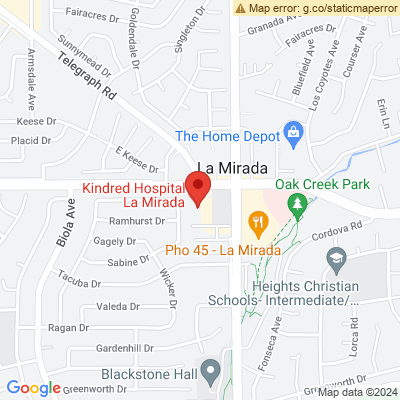 Map error: g.co/staticmaperror
Fairacres Dr
Goldendale Dr
Singleton Dr
Granada Ave
Fairacres Dr
Armsdale Ave
Sunnymead Dr
Telegraph Rd
Bluefield Ave
Los Coyotes Ave
Courser Ave
Erin Ln
Keese Dr
Placid Dr
E Keese Dr
The Home Depot
La Mirada
Kindred Hospital
La Mirada
Oak Creek Park
Biola Ave
Ramhurst Dr
Cordova Rd
Gagely Dr
Pho 45 - La Mirada
Sabine Dr
Tacuba Dr
Wicker Dr
Heights Christian
Schools- Intermediate/...
Valeda Dr
Ragan Dr
Fonseca Ave
Lorca Rd
Gardenhill Dr
Blackstone Hall
Google
Greenworth Dr
Greenworth Dr
Map data ©2024